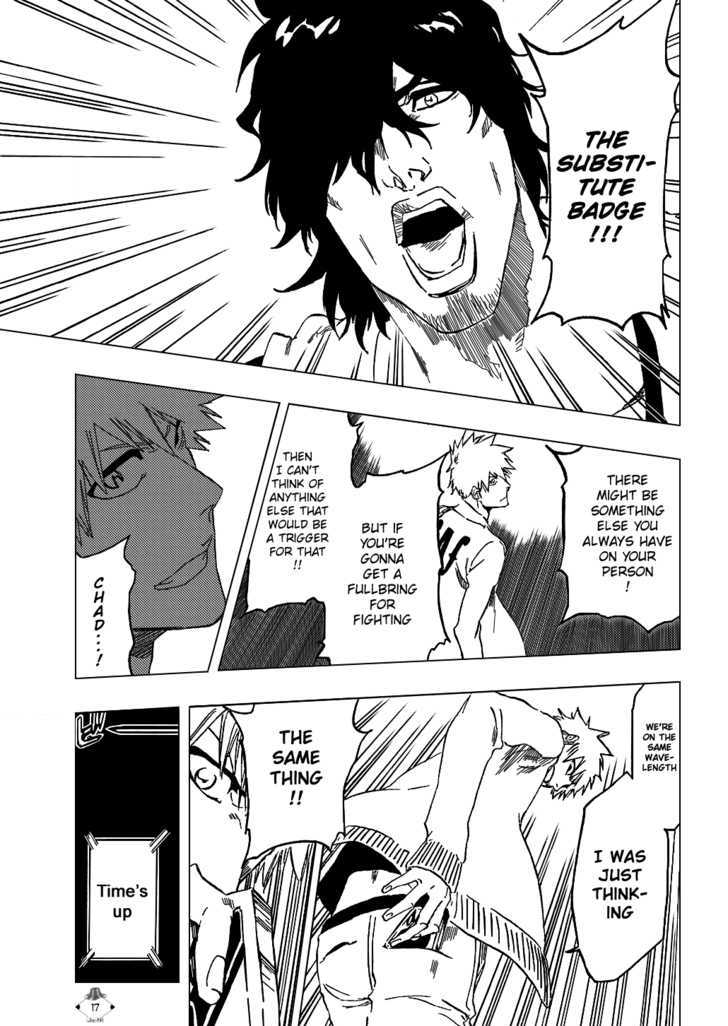 THE
SUBSTI-
TUTE
BADGE
!!!
THERE
MIGHT BE
SOMETHING
ELSE YOU
ALWAYS HAVE
ON YOUR
PERSON
!
BUT IF
YOU'RE
GONNA
GET A
FULLBRING
FOR
FIGHTING
THEN
I CAN'T
THINK OF
ANYTHING
ELSE THAT
WOULD BE
A TRIGGER
FOR THAT
!!
CHAD...!
WE'RE
ON THE
SAME
WAVE-
LENGTH
I WAS
JUST
THINK-
ING
THE
SAME
THING
!!
Time's
up
17